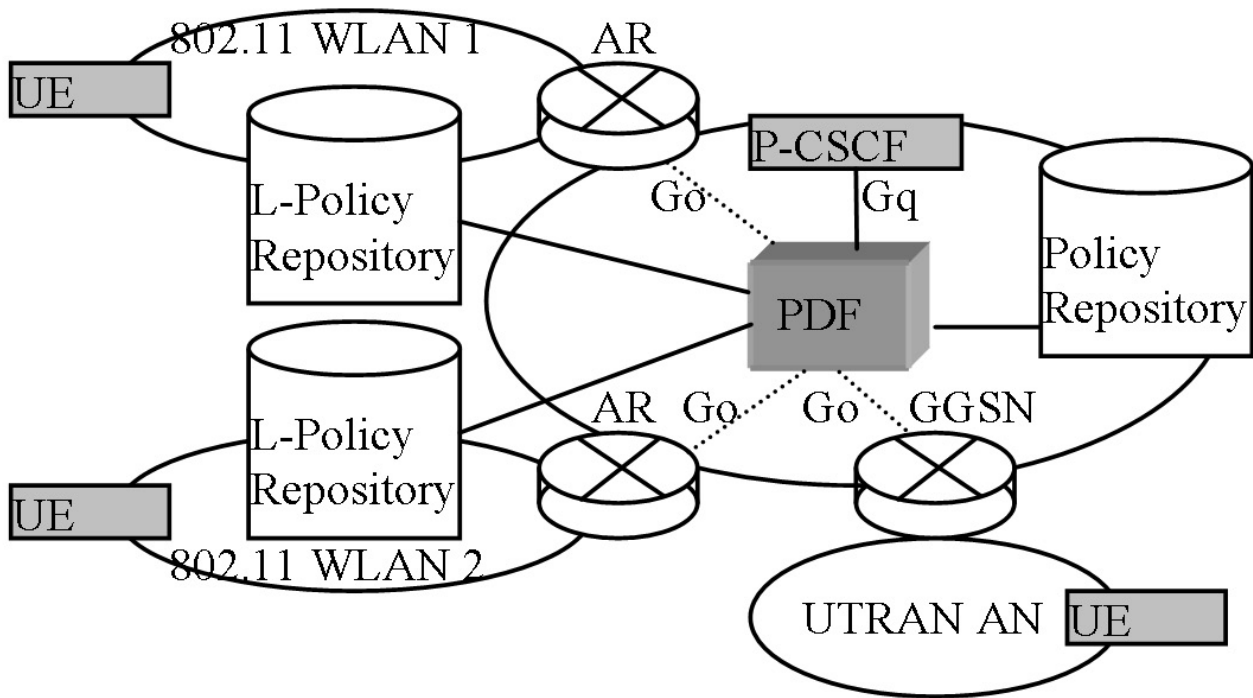 802.11 WLAN 1
AR
UE
P-CSCF
L-Policy
Repository
Go
Gq
Policy
Repository
PDF
AR
Go
Go
GGSN
L-Policy
Repository
UE
802.11 WLAN 2
UTRAN AN
UE